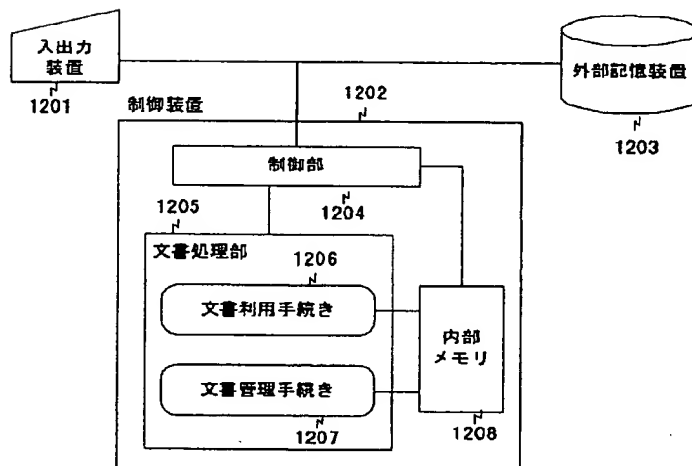 入出力
装置
1201
外部記憶装置
1203
制御装置
1202
制御部
1204
1205
文書処理部
1206
文書利用手続き
文書管理手続き
1207
内部
メモリ
1208